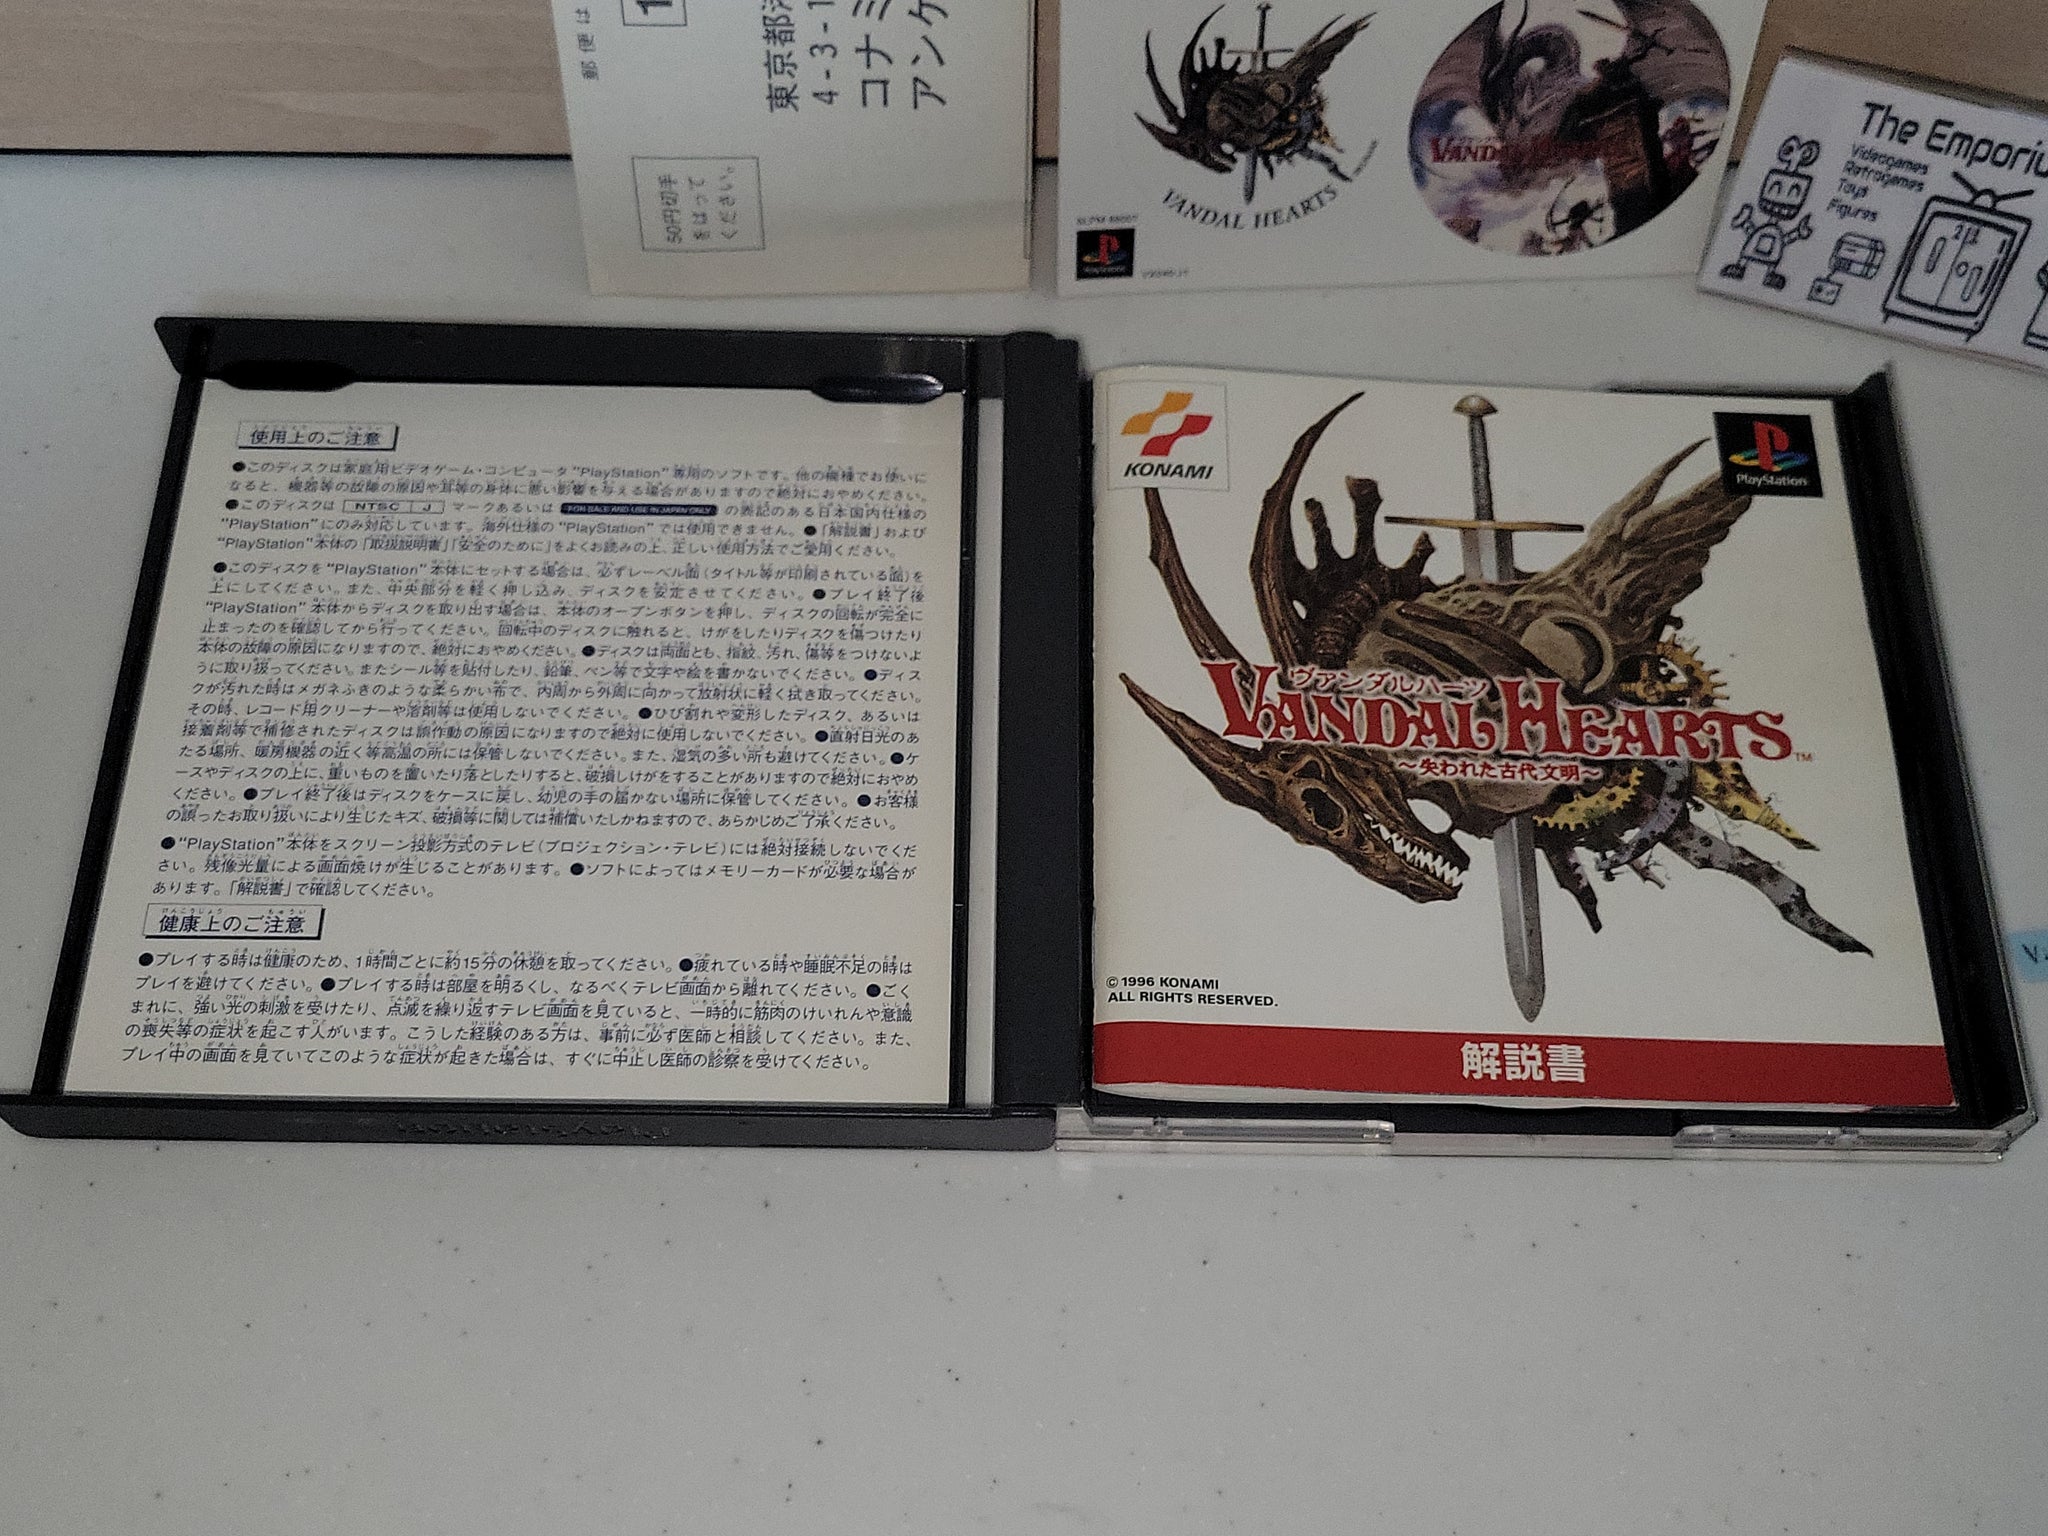 郵便は
1
東京都港
4-3-1
コナミ
アンケ
50円切手
をはって
ください。
VANDAL HEARTS
SLPM 86007
PlayStation
VANDAL HEARTS
The Emporiu
Videogames
Retrogames
Toys
Figures
使用上のご注意
●このディスクは家庭用ビデオゲーム・コンピュータ“PlayStation”専用のソフトです。他の機種でお使いに
なると、機器等の故障の原因や耳等の身体に悪い影響を与える場合がありますので絶対におやめください。
●このディスクは NTSC J マークあるいは FOR SALE AND USE IN JAPAN ONLY の表記のある日本国内仕様の
“PlayStation”にのみ対応しています。海外仕様の“PlayStation”では使用できません。●「解説書」および
“PlayStation”本体の「取扱説明書」「安全のために」をよくお読みの上、正しい使用方法でご愛用ください。
●このディスクを“PlayStation”本体にセットする場合は、必ずレーベル面(タイトル等が印刷されている面)を
上にしてください。また、中央部分を軽く押し込み、ディスクを安定させてください。●プレイ終了後
“PlayStation”本体からディスクを取り出す場合は、本体のオープンボタンを押し、ディスクの回転が完全に
止まったのを確認してから行ってください。回転中のディスクに触れると、けがをしたりディスクを傷つけたり
本体の故障の原因になりますので、絶対におやめください。●ディスクは両面とも、指紋、汚れ、傷等をつけないよ
うに取り扱ってください。またシール等を貼付したり、鉛筆、ペン等で文字や絵を書かないでください。●ディス
クが汚れた時はメガネふきのような柔らかい布で、内周から外周に向かって放射状に軽く拭き取ってください。
その時、レコード用クリーナーや溶剤等は使用しないでください。●ひび割れや変形したディスク、あるいは
接着剤等で補修されたディスクは誤作動の原因になりますので絶対に使用しないでください。●直射日光のあ
たる場所、暖房機器の近く等高温の所には保管しないでください。また、湿気の多い所も避けてください。●ケ
ースやディスクの上に、重いものを置いたり落としたりすると、破損しけがをすることがありますので絶対におやめ
ください。●プレイ終了後はディスクをケースに戻し、幼児の手の届かない場所に保管してください。●お客様
の誤ったお取り扱いにより生じたキズ、破損等に関しては補償いたしかねますので、あらかじめご了承ください。
●“PlayStation”本体をスクリーン投影方式のテレビ(プロジェクション・テレビ)には絶対接続しないでくだ
さい。残像光量による画面焼けが生じることがあります。●ソフトによってはメモリーカードが必要な場合が
あります。「解説書」で確認してください。
健康上のご注意
●プレイする時は健康のため、1時間ごとに約15分の休憩を取ってください。●疲れている時や睡眠不足の時は
プレイを避けてください。●プレイする時は部屋を明るくし、なるべくテレビ画面から離れてください。●ごく
まれに、強い光の刺激を受けたり、点滅を繰り返すテレビ画面を見ていると、一時的に筋肉のけいれんや意識
の喪失等の症状を起こす人がいます。こうした経験のある方は、事前に必ず医師と相談してください。また、
プレイ中の画面を見ていてこのような症状が起きた場合は、すぐに中止し医師の診察を受けてください。
KONAMI
PlayStation
ヴァンダルハーツ
VANDAL HEARTS™
～失われた古代文明～
©1996 KONAMI
ALL RIGHTS RESERVED.
解説書